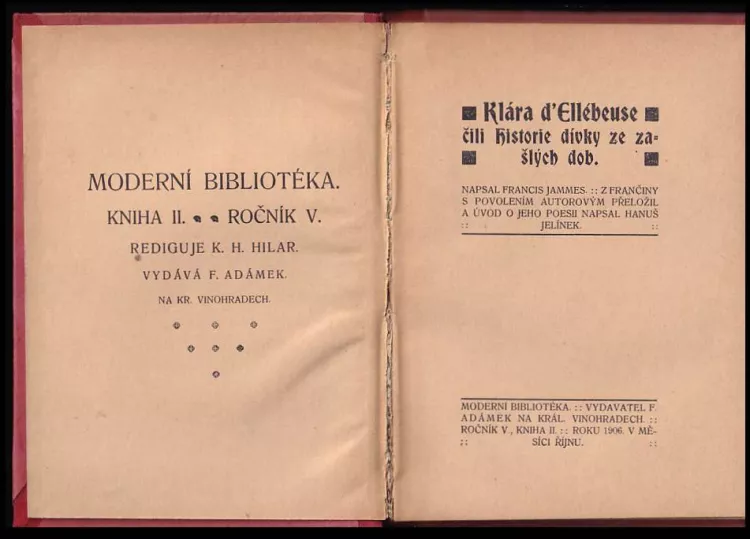 MODERNÍ BIBLIOTÉKA.
KNIHA II. ROČNÍK V.
REDIGUJE K. H. HILAR.
VYDÁVÁ F. ADÁMEK.
NA KR. VINOHRADECH.
Klára d'Ellébeuse
čili historie dívky ze za-
šlých dob.
NAPSAL FRANCIS JAMMES. :: Z FRANČINY
S POVOLENÍM AUTOROVÝM PŘELOŽIL
A ÚVOD O JEHO POESII NAPSAL HANUŠ
:: JELÍNEK. ::
MODERNÍ BIBLIOTÉKA. :: VYDAVATEL F.
ADÁMEK NA KRÁL. VINOHRADECH. ::
ROČNÍK V., KNIHA II. :: ROKU 1906. V MĚ-
:: SÍCI ŘÍJNU. ::